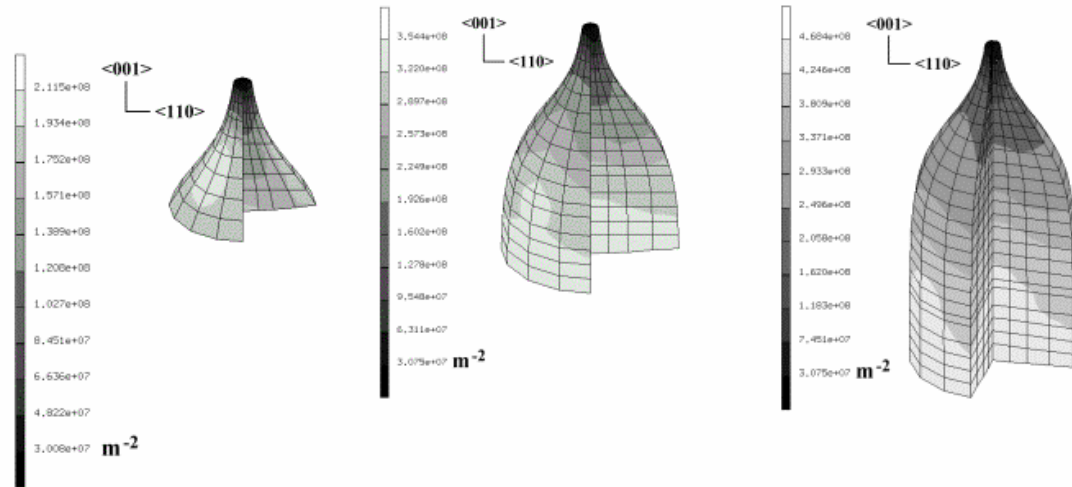 <001>
<110>
2.115e+08
1.934e+08
1.752e+08
1.571e+08
1.389e+08
1.208e+08
1.027e+08
8.451e+07
6.636e+07
4.822e+07
3.008e+07
m-2
<001>
<110>
3.544e+08
3.220e+08
2.897e+08
2.573e+08
2.249e+08
1.926e+08
1.602e+08
1.278e+08
9.548e+07
6.311e+07
3.075e+07
m-2
<001>
<110>
4.684e+08
4.246e+08
3.809e+08
3.371e+08
2.933e+08
2.496e+08
2.058e+08
1.620e+08
1.183e+08
7.451e+07
3.075e+07
m-2